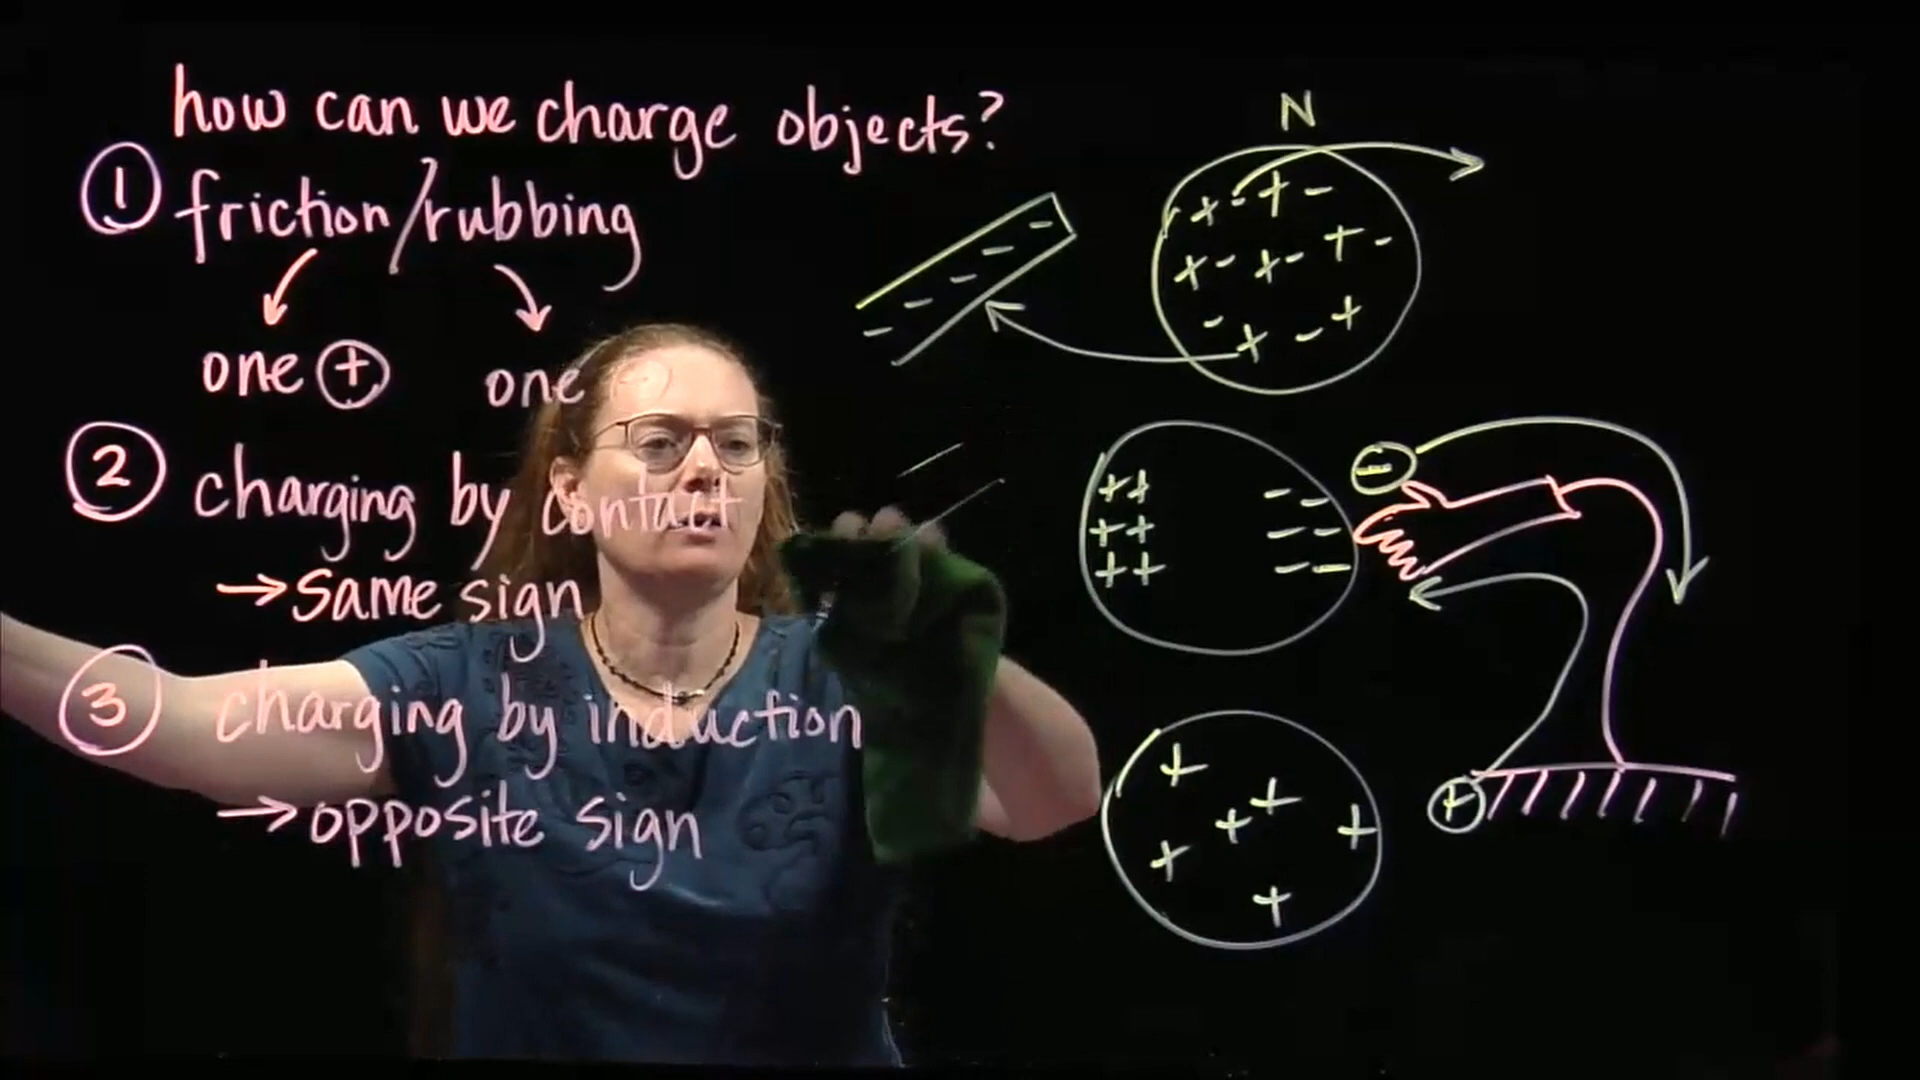 how can we charge objects?
① friction/rubbing
one ⊕ one
② charging by contact
→ same sign
③ charging by induction
→ opposite sign
N
+ - + -
+ - + - + -
- + - +
⊖
++ - -
++ - -
++ - -
+
+
+ +
+
+
⊕